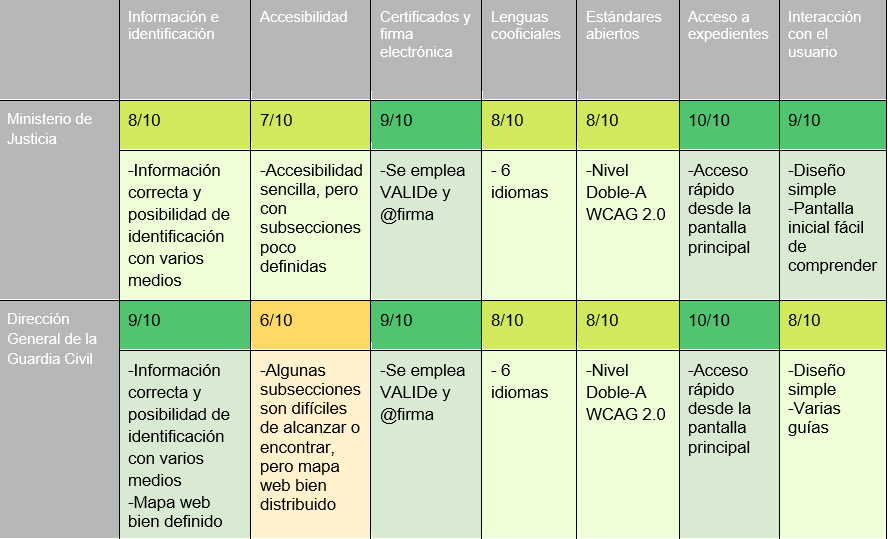 Información e
identificación
Accesibilidad
Certificados y
firma
electrónica
Lenguas
cooficiales
Estándares
abiertos
Acceso a
expedientes
Interacción
con el
usuario
Ministerio de
Justicia
8/10
7/10
9/10
8/10
8/10
10/10
9/10
-Información
correcta y
posibilidad de
identificación
con varios
medios
-Accesibilidad
sencilla, pero
con
subsecciones
poco
definidas
-Se emplea
VALIDe y
@firma
- 6
idiomas
-Nivel
Doble-A
WCAG 2.0
-Acceso
rápido
desde la
pantalla
principal
-Diseño
simple
-Pantalla
inicial fácil
de
comprender
Dirección
General de la
Guardia Civil
9/10
6/10
9/10
8/10
8/10
10/10
8/10
-Información
correcta y
posibilidad de
identificación
con varios
medios
-Mapa web
bien definido
-Algunas
subsecciones
son difíciles
de alcanzar o
encontrar,
pero mapa
web bien
distribuido
-Se emplea
VALIDe y
@firma
- 6
idiomas
-Nivel
Doble-A
WCAG 2.0
-Acceso
rápido
desde la
pantalla
principal
-Diseño
simple
-Varias
guías